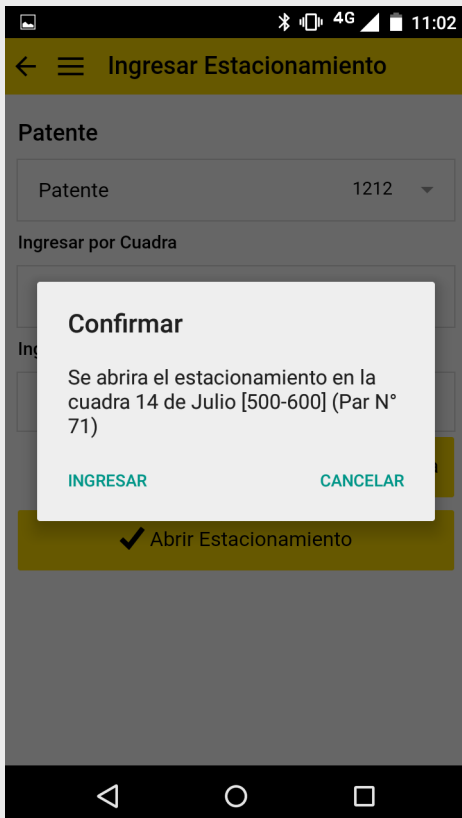 4G 11:02
Ingresar Estacionamiento
Patente
Patente 1212
Ingresar por Cuadra
Confirmar
Se abrira el estacionamiento en la
cuadra 14 de Julio [500-600] (Par N°
71)
INGRESAR CANCELAR
Abrir Estacionamiento